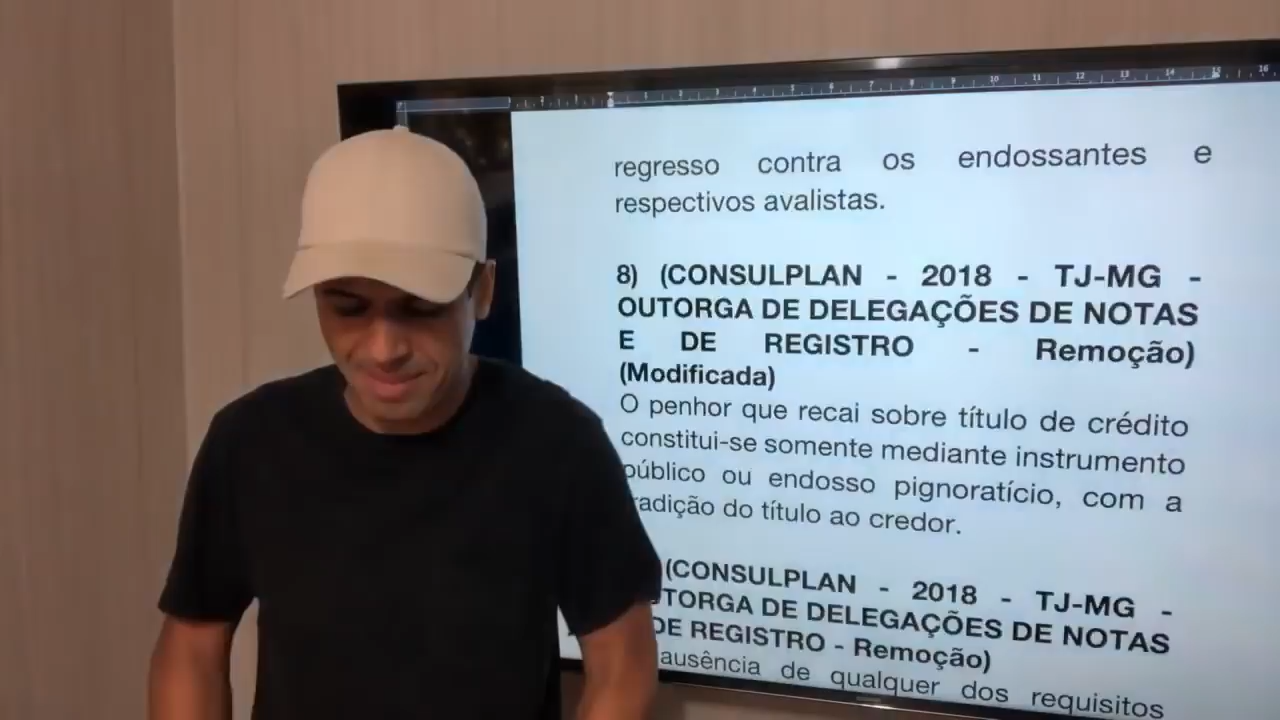 regresso contra os endossantes e
respectivos avalistas.
8) (CONSULPLAN - 2018 - TJ-MG -
OUTORGA DE DELEGAÇÕES DE NOTAS
E DE REGISTRO - Remoção)
(Modificada)
O penhor que recai sobre título de crédito
constitui-se somente mediante instrumento
público ou endosso pignoratício, com a
radição do título ao credor.
(CONSULPLAN - 2018 - TJ-MG -
TORGA DE DELEGAÇÕES DE NOTAS
DE REGISTRO - Remoção)
ausência de qualquer dos requisitos